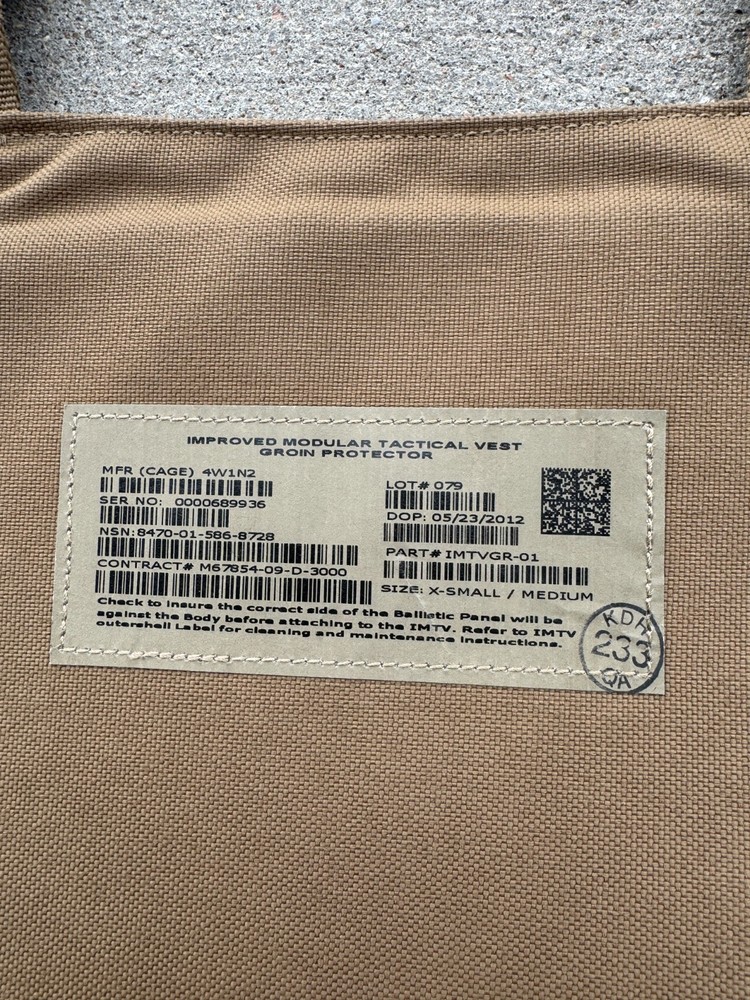 IMPROVED MODULAR TACTICAL VEST
GROIN PROTECTOR
MFR (CAGE) 4W1N2
SER NO: 0000689936
NSN:8470-01-586-8728
CONTRACT# M67854-09-D-3000
LOT# 079
DOP: 05/23/2012
PART# IMTVGR-01
SIZE: X-SMALL / MEDIUM
Check to insure the correct side of the Ballistic Panel will be
against the Body before attaching to the IMTV. Refer to IMTV
outershell Label for cleaning and maintenance instructions.
KDH
233
QA